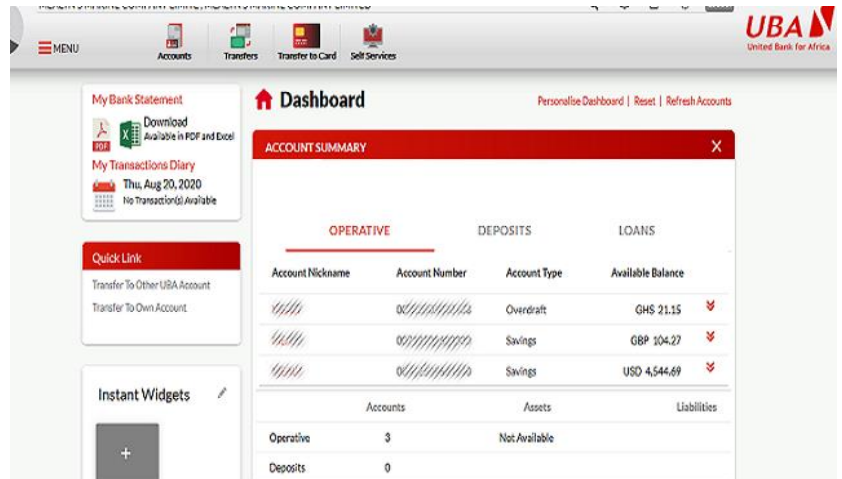 UBA
United Bank for Africa
MENU
Accounts
Transfers
Transfer to Card
Self Services
My Bank Statement
Download
Available in PDF and Excel
PDF
My Transactions Diary
Thu, Aug 20, 2020
No Transaction(s) Available
Quick Link
Transfer To Other UBA Account
Transfer To Own Account
Instant Widgets
+
Dashboard
Personalise Dashboard | Reset | Refresh Accounts
ACCOUNT SUMMARY X
OPERATIVE DEPOSITS LOANS
Account Nickname Account Number Account Type Available Balance
Overdraft GHS 21.15
Savings GBP 104.27
Savings USD 4,544.69
Accounts Assets Liabilities
Operative 3 Not Available
Deposits 0